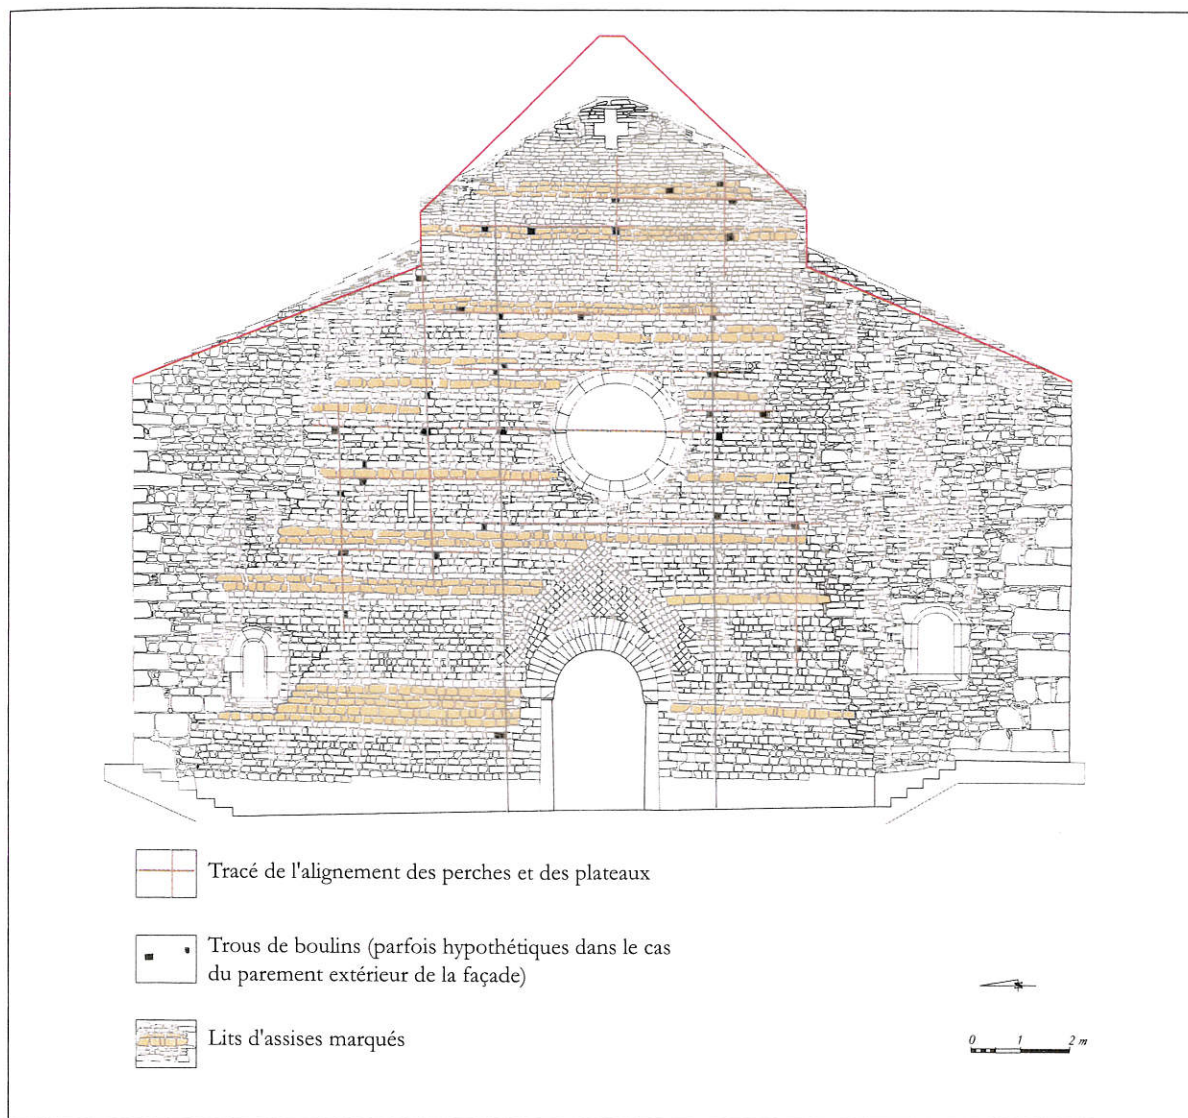 Tracé de l'alignement des perches et des plateaux
Trous de boulins (parfois hypothétiques dans le cas
du parement extérieur de la façade)
Lits d'assises marqués
0 1 2 m